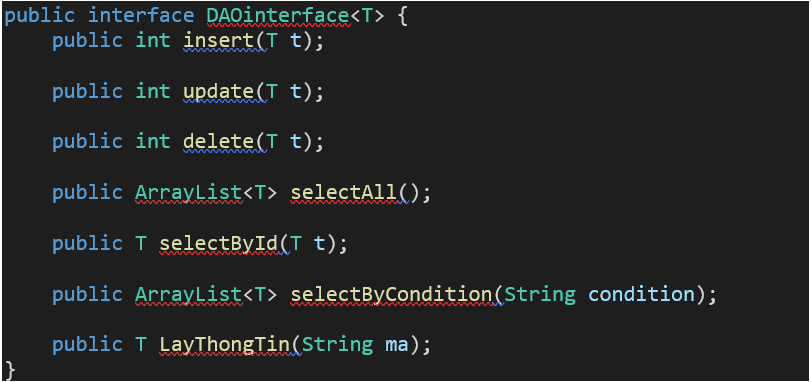 public interface DAOinterface<T> {
public int insert(T t);
public int update(T t);
public int delete(T t);
public ArrayList<T> selectAll();
public T selectById(T t);
public ArrayList<T> selectByCondition(String condition);
public T LayThongTin(String ma);
}